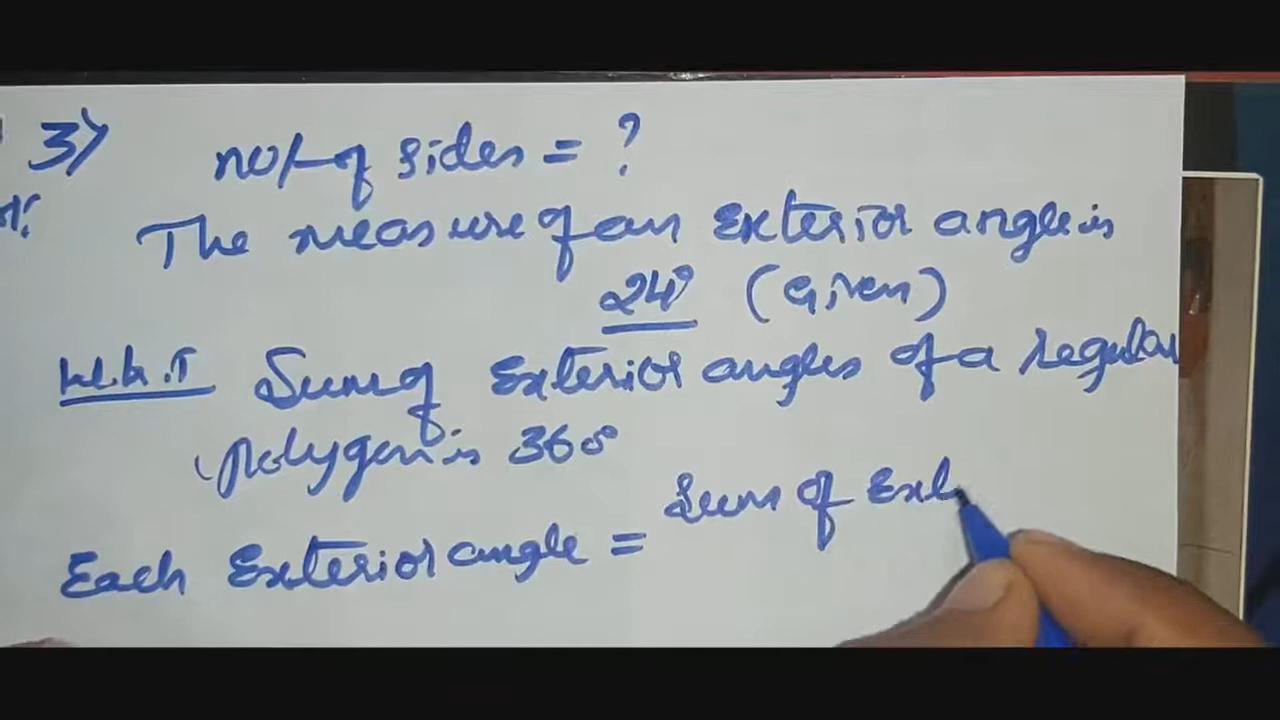 3) no/- of sides = ?
The measure of an Exterior angle is
24° (Given)
W.K.T Sum of Exterior angles of a regular
polygon is 360°
Each Exterior angle = Sum of Ext